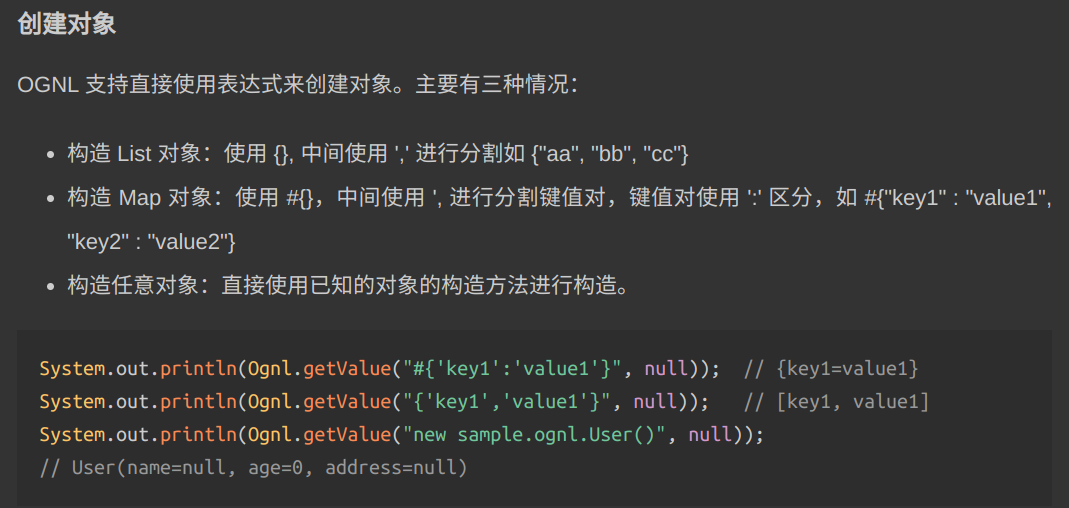 创建对象
OGNL 支持直接使用表达式来创建对象。主要有三种情况：
• 构造 List 对象：使用 {}, 中间使用 ',' 进行分割如 {"aa", "bb", "cc"}
• 构造 Map 对象：使用 #{}，中间使用 ', 进行分割键值对，键值对使用 ':' 区分，如 #{"key1" : "value1",
"key2" : "value2"}
• 构造任意对象：直接使用已知的对象的构造方法进行构造。
System.out.println(Ognl.getValue("#{'key1':'value1'}", null));  // {key1=value1}
System.out.println(Ognl.getValue("{'key1','value1'}", null));   // [key1, value1]
System.out.println(Ognl.getValue("new sample.ognl.User()", null));
// User(name=null, age=0, address=null)